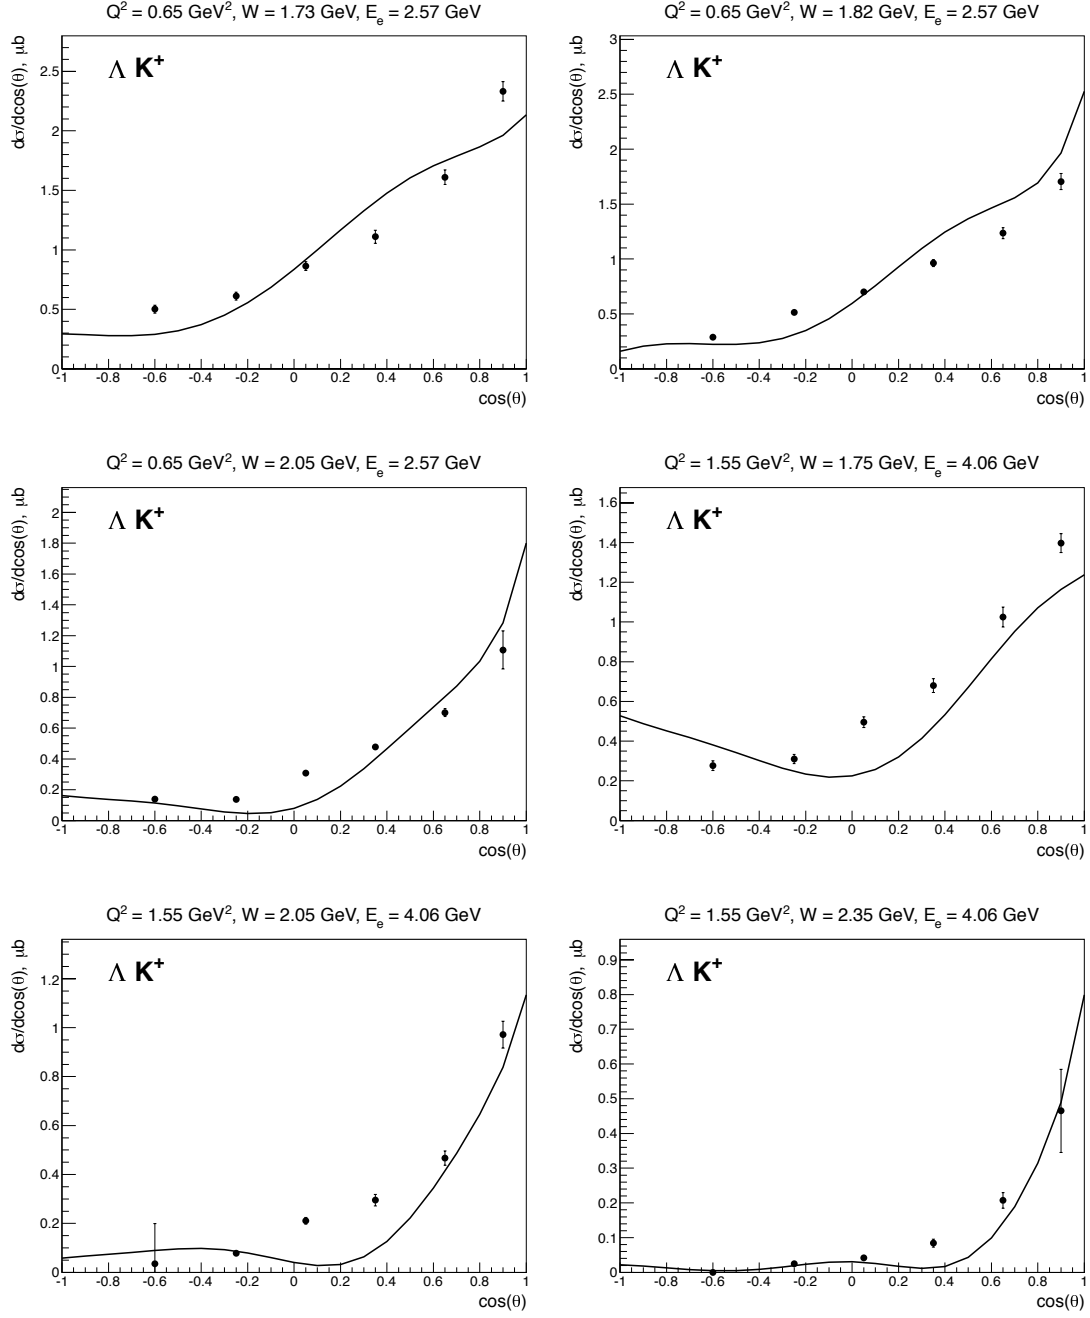 Q² = 0.65 GeV², W = 1.73 GeV, Eₑ = 2.57 GeV
dσ/dcos(θ), μb
Λ K⁺
2.5
2
1.5
1
0.5
0
-1 -0.8 -0.6 -0.4 -0.2 0 0.2 0.4 0.6 0.8 1
cos(θ)
Q² = 0.65 GeV², W = 1.82 GeV, Eₑ = 2.57 GeV
dσ/dcos(θ), μb
Λ K⁺
3
2.5
2
1.5
1
0.5
0
-1 -0.8 -0.6 -0.4 -0.2 0 0.2 0.4 0.6 0.8 1
cos(θ)
Q² = 0.65 GeV², W = 2.05 GeV, Eₑ = 2.57 GeV
dσ/dcos(θ), μb
Λ K⁺
2
1.8
1.6
1.4
1.2
1
0.8
0.6
0.4
0.2
0
-1 -0.8 -0.6 -0.4 -0.2 0 0.2 0.4 0.6 0.8 1
cos(θ)
Q² = 1.55 GeV², W = 1.75 GeV, Eₑ = 4.06 GeV
dσ/dcos(θ), μb
Λ K⁺
1.6
1.4
1.2
1
0.8
0.6
0.4
0.2
0
-1 -0.8 -0.6 -0.4 -0.2 0 0.2 0.4 0.6 0.8 1
cos(θ)
Q² = 1.55 GeV², W = 2.05 GeV, Eₑ = 4.06 GeV
dσ/dcos(θ), μb
Λ K⁺
1.2
1
0.8
0.6
0.4
0.2
0
-1 -0.8 -0.6 -0.4 -0.2 0 0.2 0.4 0.6 0.8 1
cos(θ)
Q² = 1.55 GeV², W = 2.35 GeV, Eₑ = 4.06 GeV
dσ/dcos(θ), μb
Λ K⁺
0.9
0.8
0.7
0.6
0.5
0.4
0.3
0.2
0.1
0
-1 -0.8 -0.6 -0.4 -0.2 0 0.2 0.4 0.6 0.8 1
cos(θ)